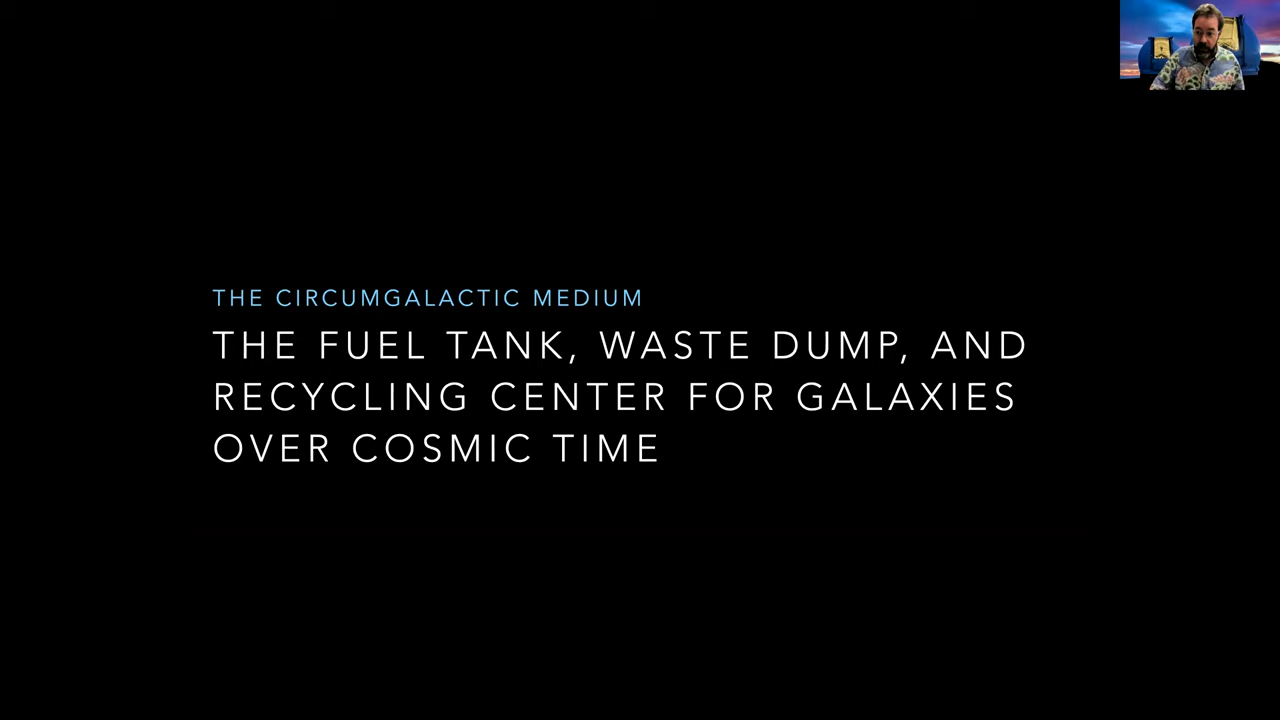 THE CIRCUMGALACTIC MEDIUM
THE FUEL TANK, WASTE DUMP, AND
RECYCLING CENTER FOR GALAXIES
OVER COSMIC TIME